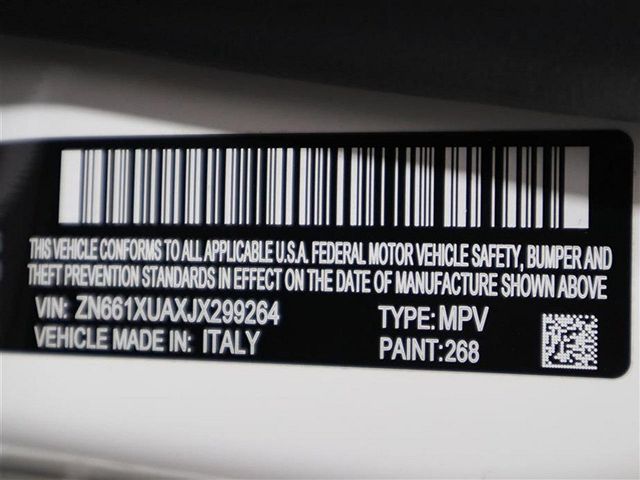 THIS VEHICLE CONFORMS TO ALL APPLICABLE U.S.A. FEDERAL MOTOR VEHICLE SAFETY, BUMPER AND
THEFT PREVENTION STANDARDS IN EFFECT ON THE DATE OF MANUFACTURE SHOWN ABOVE
VIN: ZN661XUAXJX299264 TYPE: MPV
VEHICLE MADE IN: ITALY PAINT: 268